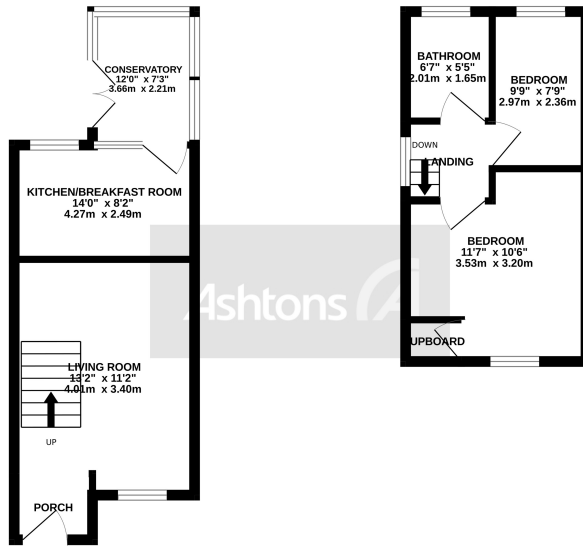 CONSERVATORY
12'0" x 7'3"
3.66m x 2.21m
KITCHEN/BREAKFAST ROOM
14'0" x 8'2"
4.27m x 2.49m
LIVING ROOM
13'2" x 11'2"
4.01m x 3.40m
UP
PORCH
BATHROOM
6'7" x 5'5"
2.01m x 1.65m
BEDROOM
9'9" x 7'9"
2.97m x 2.36m
DOWN
LANDING
BEDROOM
11'7" x 10'6"
3.53m x 3.20m
UPBOARD
Ashtons